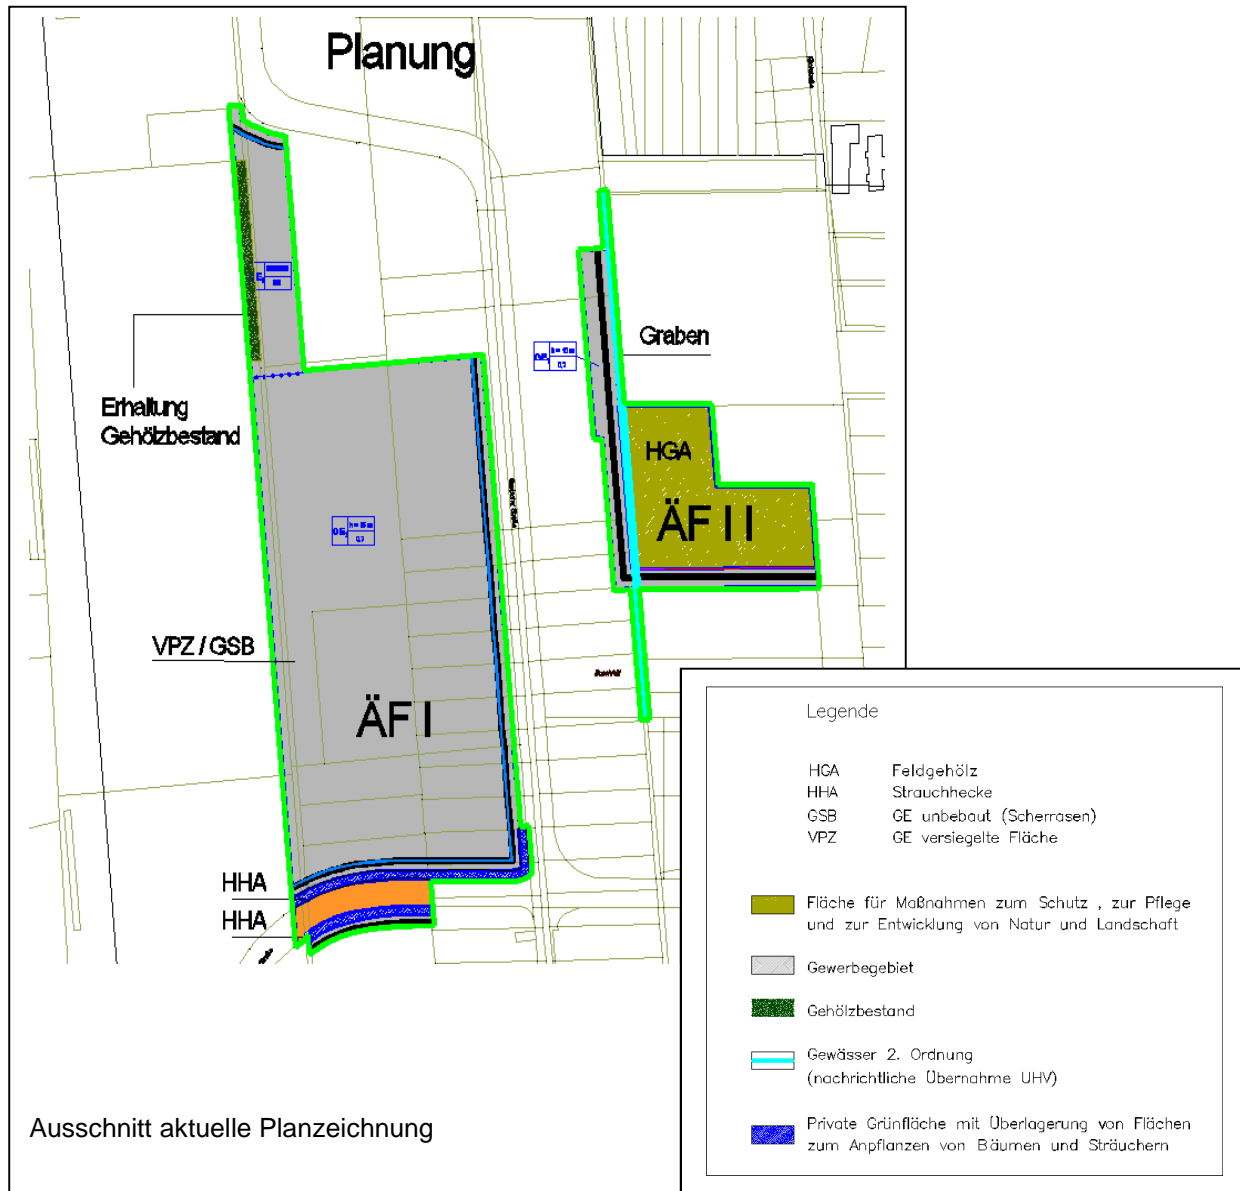 Planung
Graben
Erhaltung
Gehölzbestand
HGA
ÄF II
VPZ / GSB
ÄF I
HHA
HHA
Ausschnitt aktuelle Planzeichnung
Legende
HGA Feldgehölz
HHA Strauchhecke
GSB GE unbebaut (Scherrasen)
VPZ GE versiegelte Fläche
Fläche für Maßnahmen zum Schutz , zur Pflege
und zur Entwicklung von Natur und Landschaft
Gewerbegebiet
Gehölzbestand
Gewässer 2. Ordnung
(nachrichtliche Übernahme UHV)
Private Grünfläche mit Überlagerung von Flächen
zum Anpflanzen von Bäumen und Sträuchern